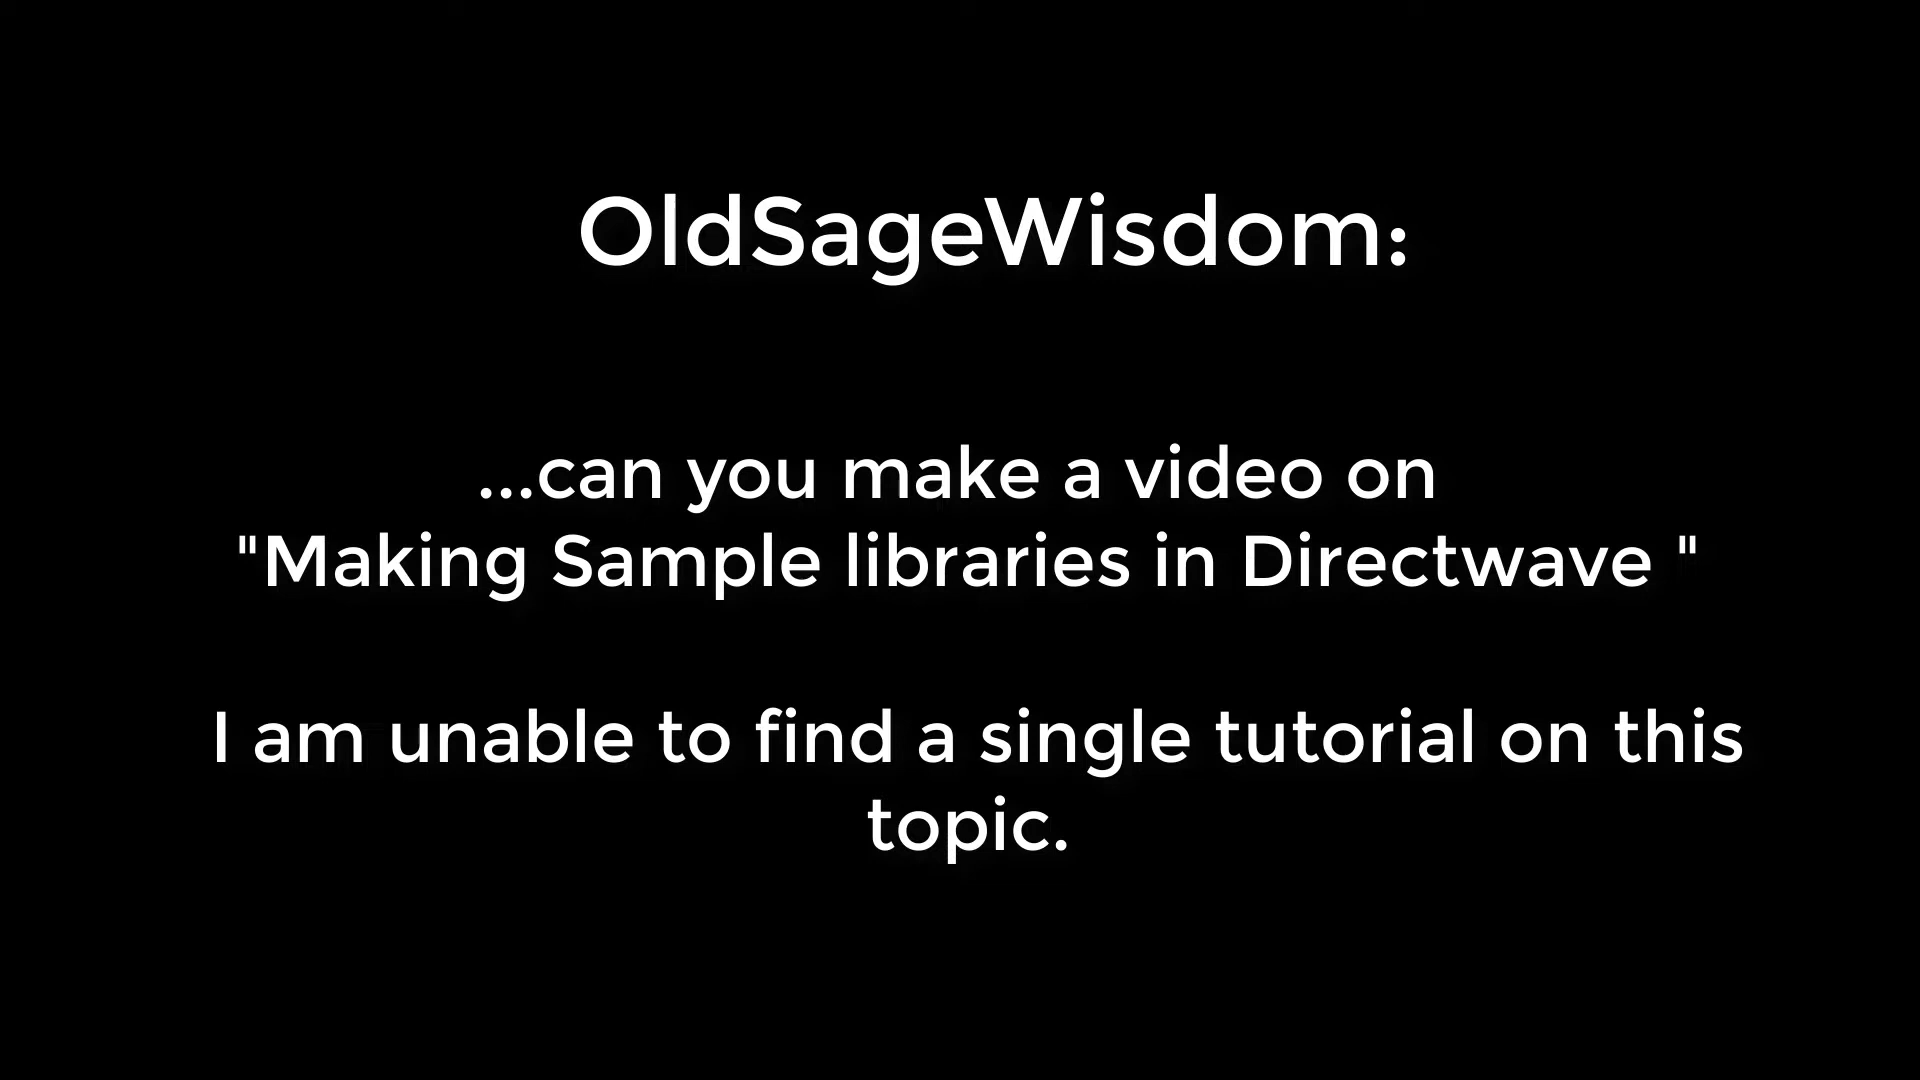 OldSageWisdom:
...can you make a video on
"Making Sample libraries in Directwave "
I am unable to find a single tutorial on this
topic.